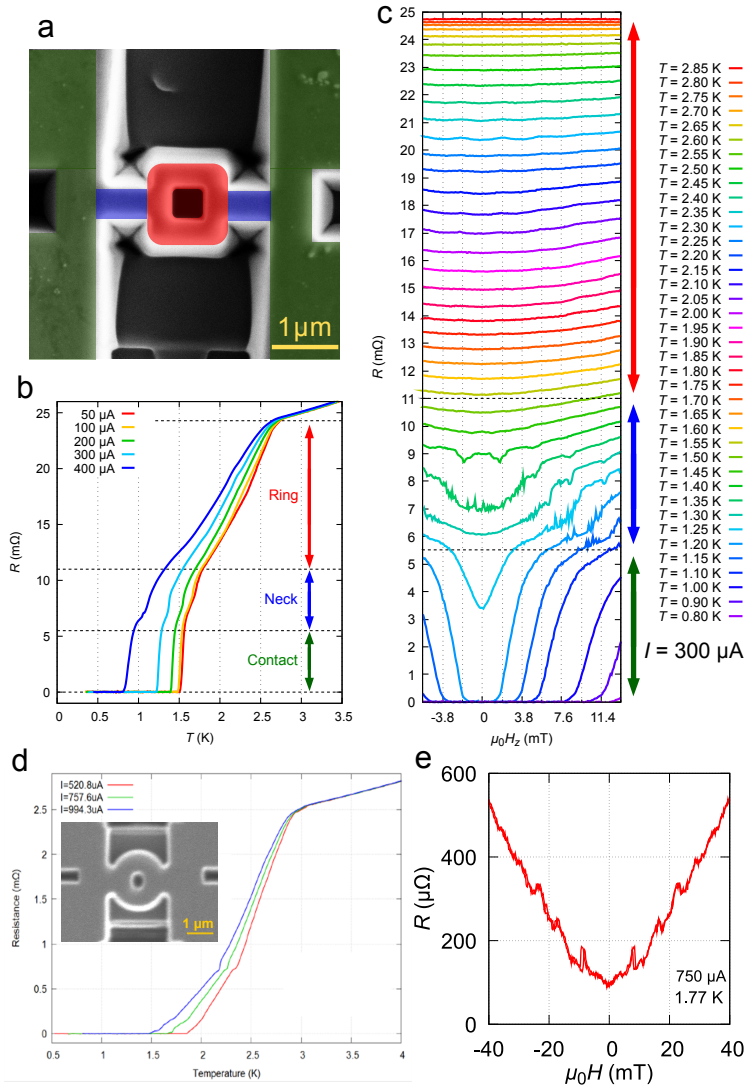 a
1µm
b
50 µA
100 µA
200 µA
300 µA
400 µA
Ring
Neck
Contact
R (mΩ)
25
20
15
10
5
0
0 0.5 1 1.5 2 2.5 3 3.5
T (K)
c
R (mΩ)
25
24
23
22
21
20
19
18
17
16
15
14
13
12
11
10
9
8
7
6
5
4
3
2
1
0
-3.8 0 3.8 7.6 11.4
µ0Hz (mT)
T = 2.85 K
T = 2.80 K
T = 2.75 K
T = 2.70 K
T = 2.65 K
T = 2.60 K
T = 2.55 K
T = 2.50 K
T = 2.45 K
T = 2.40 K
T = 2.35 K
T = 2.30 K
T = 2.25 K
T = 2.20 K
T = 2.15 K
T = 2.10 K
T = 2.05 K
T = 2.00 K
T = 1.95 K
T = 1.90 K
T = 1.85 K
T = 1.80 K
T = 1.75 K
T = 1.70 K
T = 1.65 K
T = 1.60 K
T = 1.55 K
T = 1.50 K
T = 1.45 K
T = 1.40 K
T = 1.35 K
T = 1.30 K
T = 1.25 K
T = 1.20 K
T = 1.15 K
T = 1.10 K
T = 1.00 K
T = 0.90 K
T = 0.80 K
I = 300 µA
d
I=520.8uA
I=757.6uA
I=994.3uA
1 µm
Resistance (mΩ)
2.5
2
1.5
1
0.5
0
0.5 1 1.5 2 2.5 3 3.5 4
Temperature (K)
e
R (µΩ)
600
400
200
0
750 µA
1.77 K
-40 -20 0 20 40
µ0H (mT)